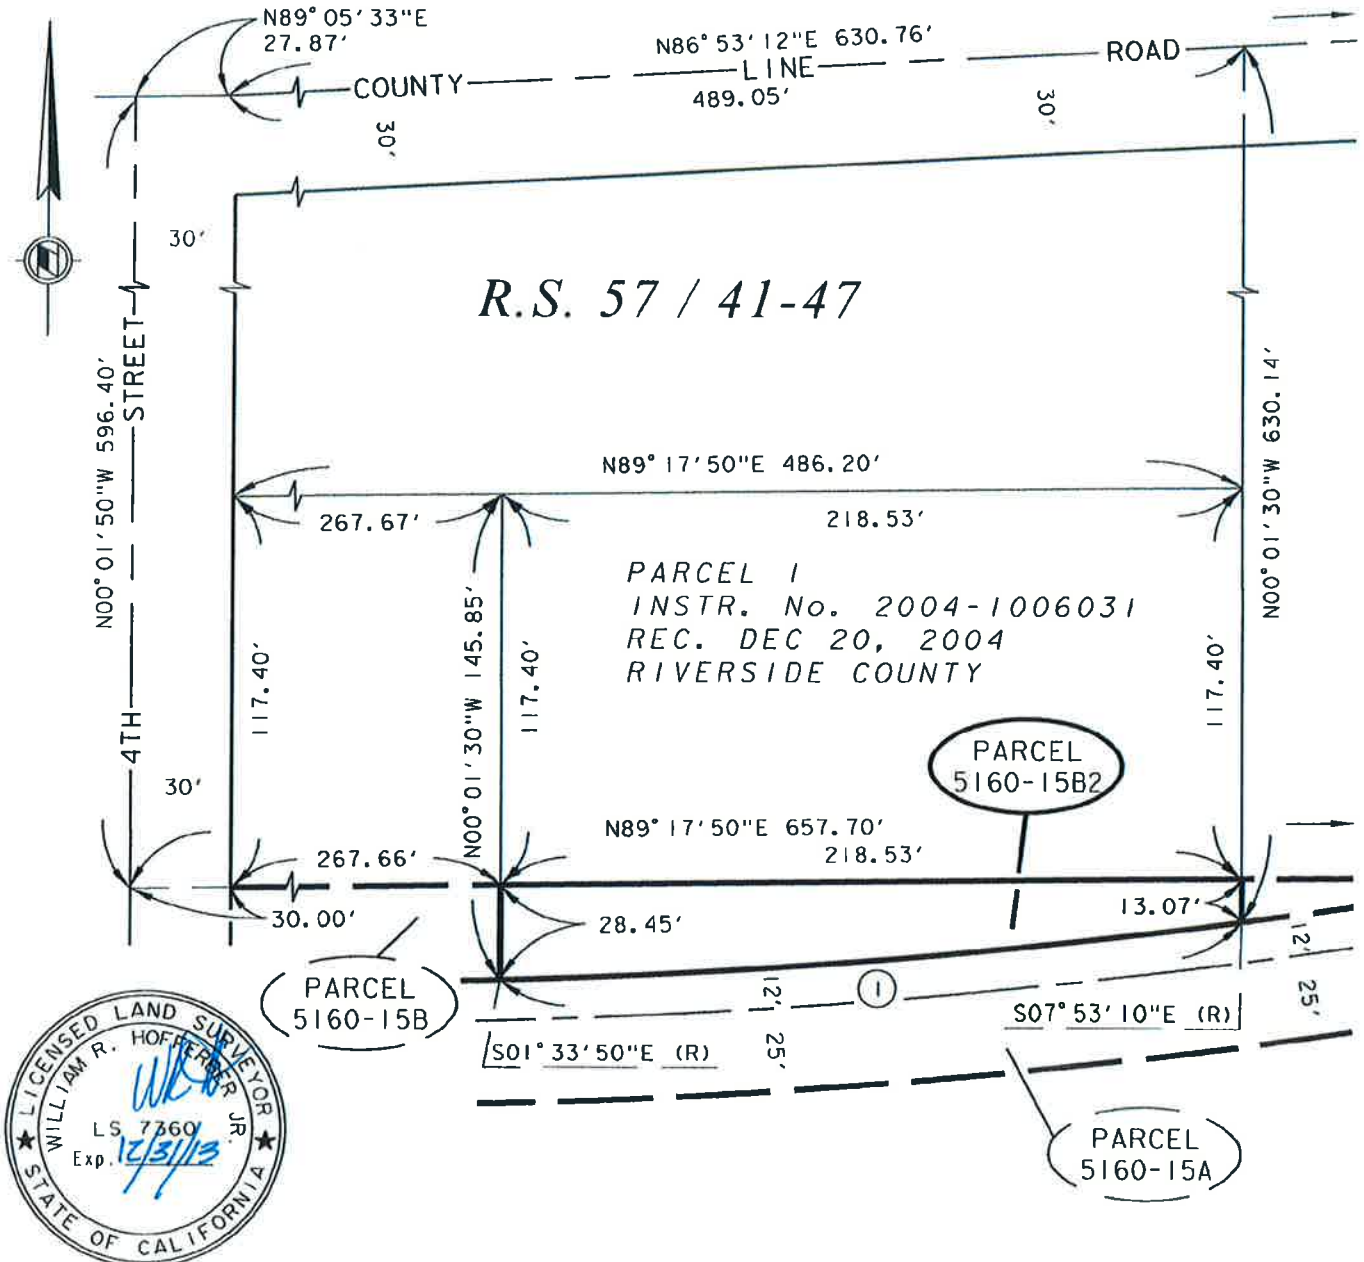 N89°05'33"E
27.87'
N86°53'12"E 630.76'
COUNTY LINE ROAD
489.05'
30'
30'
30'
R.S. 57 / 41-47
N00°01'50"W 596.40'
4TH STREET
N00°01'30"W 630.14'
N89°17'50"E 486.20'
267.67'
218.53'
PARCEL 1
INSTR. No. 2004-1006031
REC. DEC 20, 2004
RIVERSIDE COUNTY
117.40'
N00°01'30"W 145.85'
117.40'
117.40'
PARCEL
5160-15B2
30'
N89°17'50"E 657.70'
267.66'
218.53'
30.00'
28.45'
13.07'
PARCEL
5160-15B
12'
25'
1
12'
25'
S01°33'50"E (R)
S07°53'10"E (R)
PARCEL
5160-15A
LICENSED LAND SURVEYOR
WILLIAM R. HOFFERBER JR.
LS 7360
Exp. 12/31/13
STATE OF CALIFORNIA